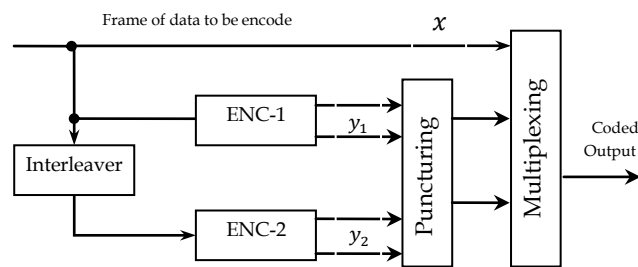 Frame of data to be encode
x
ENC-1
y₁
Interleaver
ENC-2
y₂
Puncturing
Multiplexing
Coded
Output